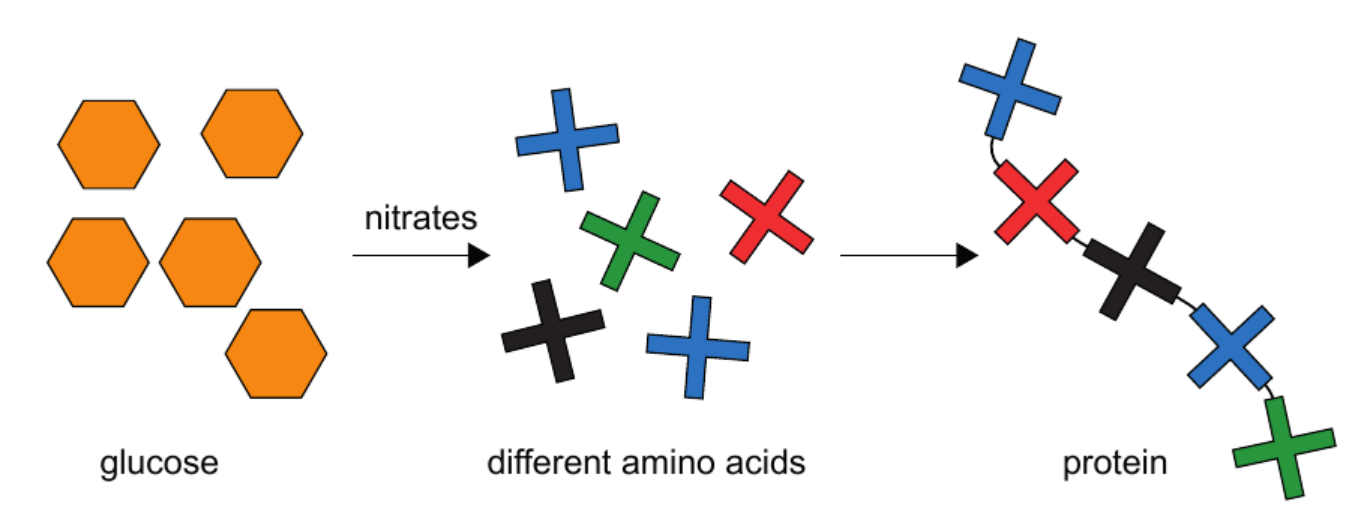 nitrates
glucose
different amino acids
protein